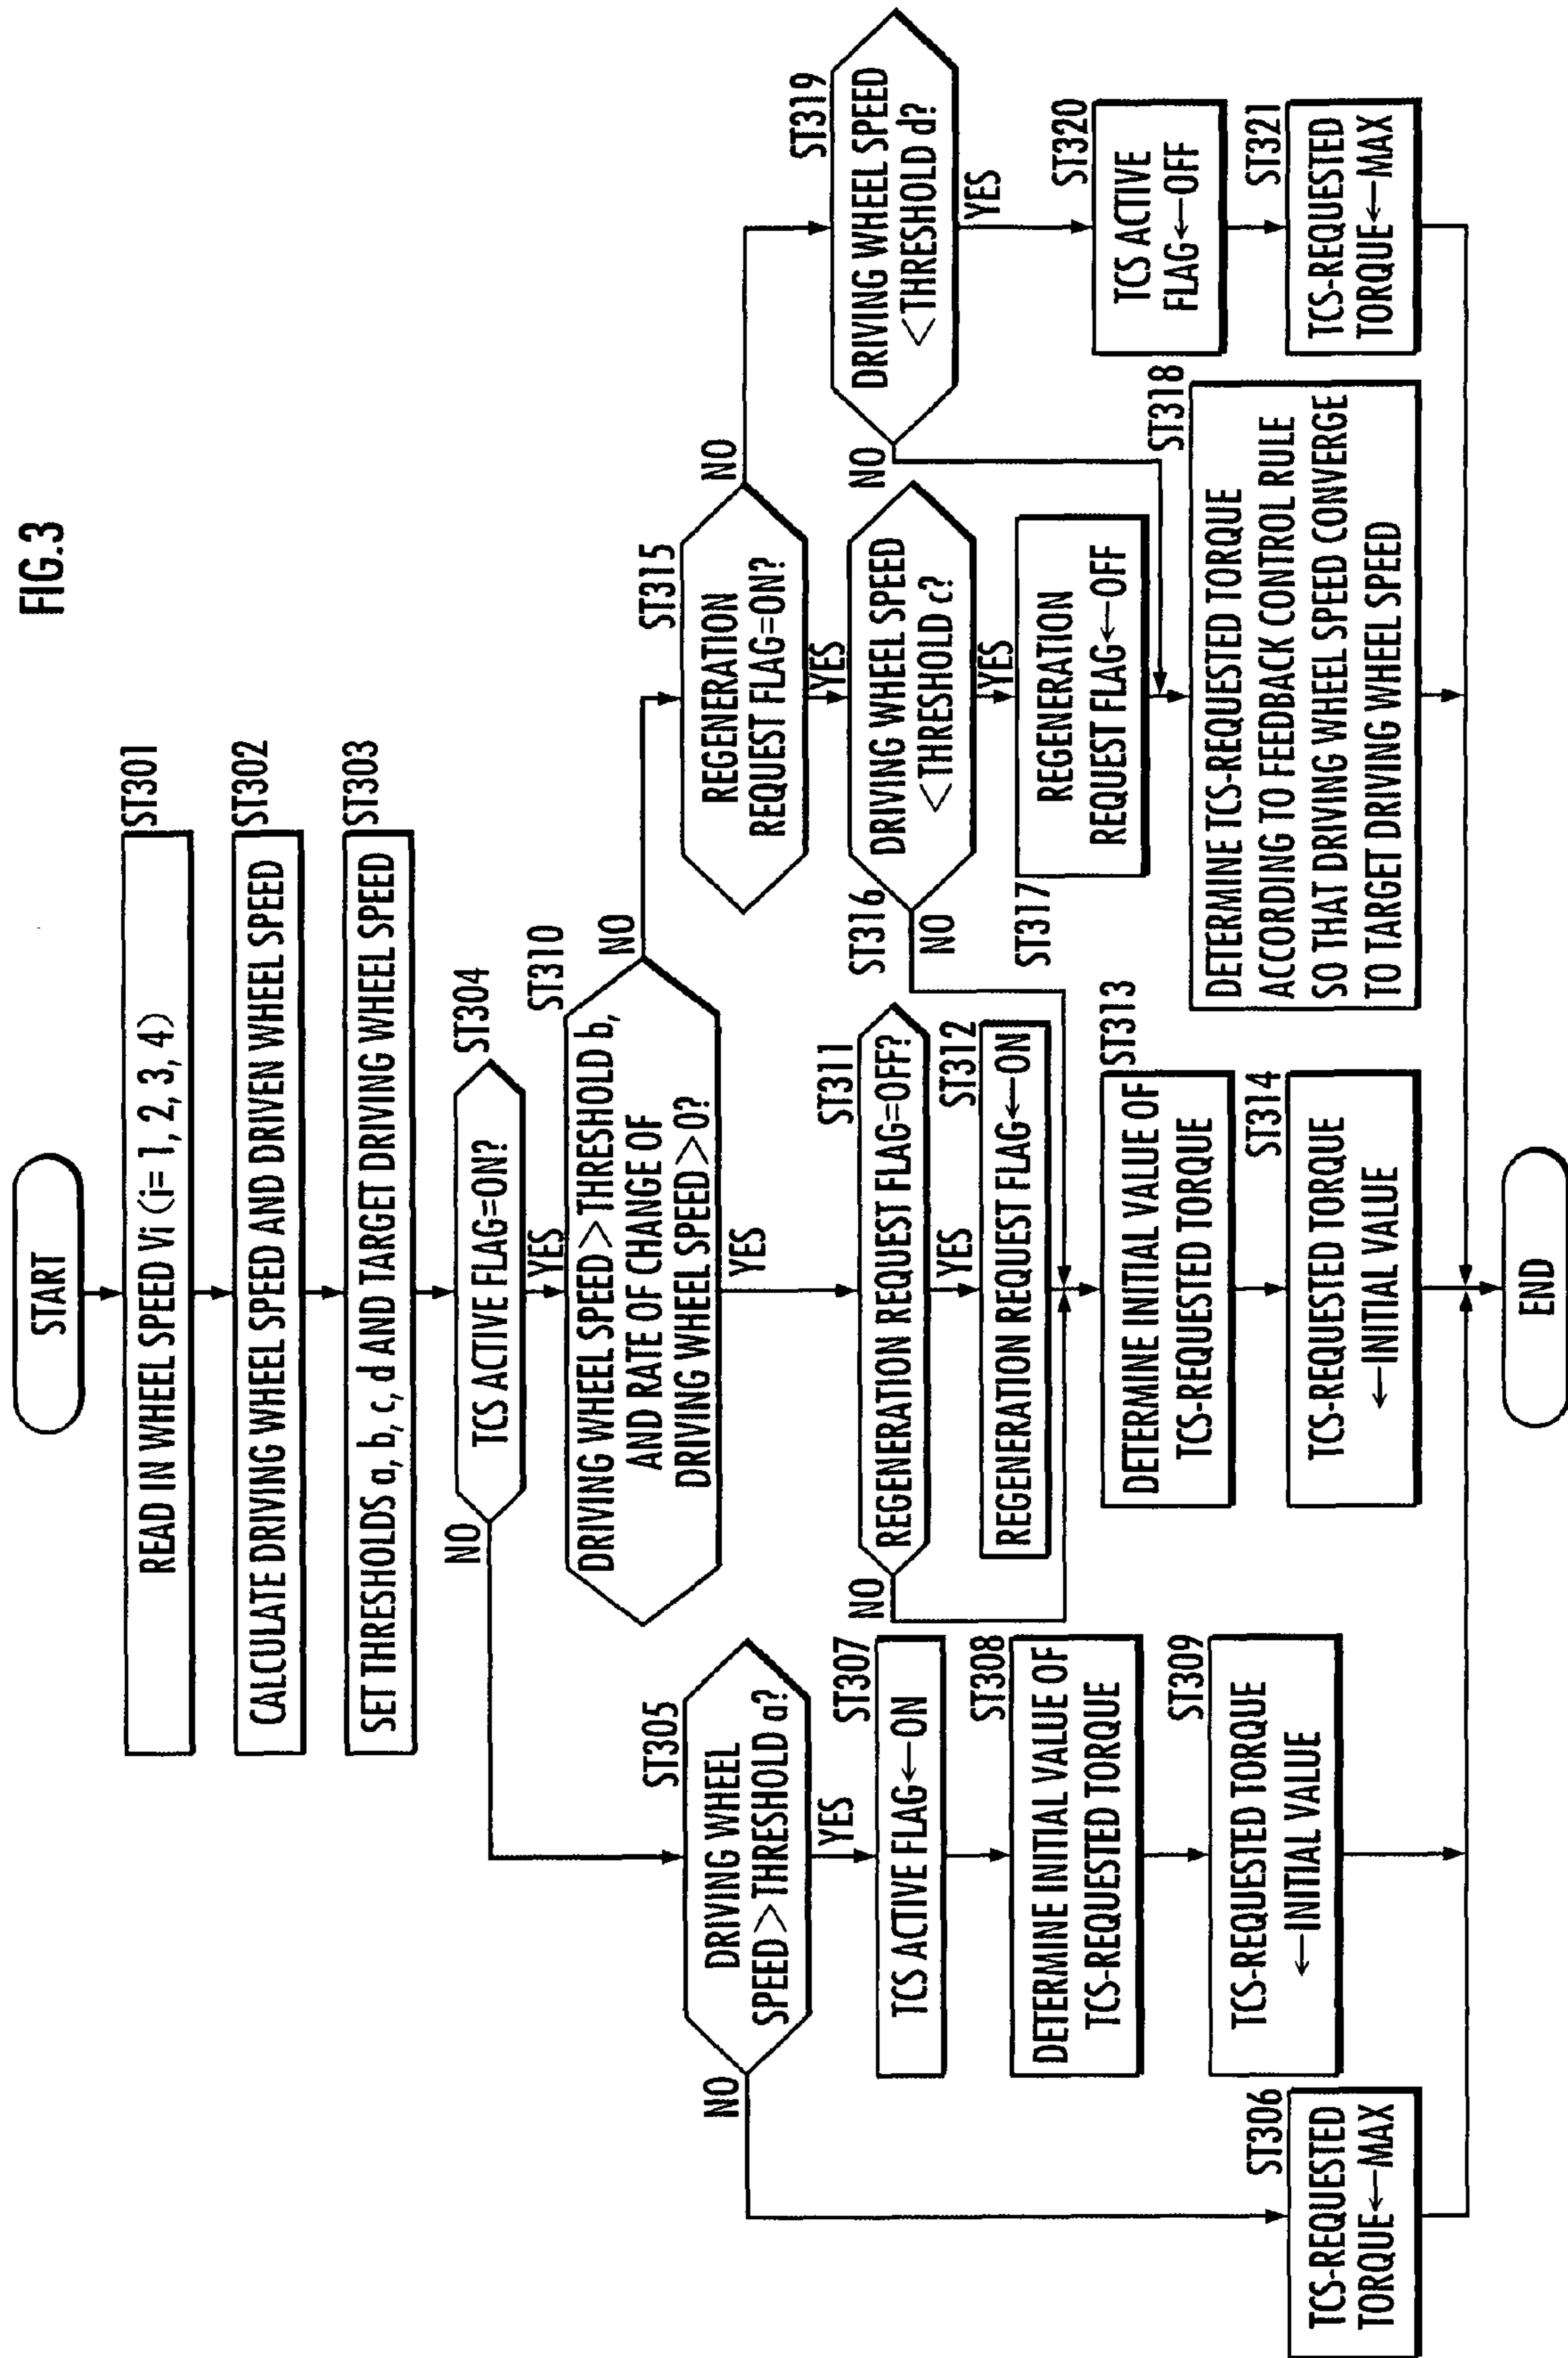 FIG.3
START
ST301
READ IN WHEEL SPEED Vi (i= 1, 2, 3, 4)
ST302
CALCULATE DRIVING WHEEL SPEED AND DRIVEN WHEEL SPEED
ST303
SET THRESHOLDS a, b, c, d AND TARGET DRIVING WHEEL SPEED
ST304
TCS ACTIVE FLAG=ON?
NO
YES
ST305
DRIVING WHEEL
SPEED>THRESHOLD a?
NO
YES
ST306
TCS-REQUESTED
TORQUE←MAX
ST307
TCS ACTIVE FLAG←ON
ST308
DETERMINE INITIAL VALUE OF
TCS-REQUESTED TORQUE
ST309
TCS-REQUESTED TORQUE
←INITIAL VALUE
ST310
DRIVING WHEEL SPEED>THRESHOLD b,
AND RATE OF CHANGE OF
DRIVING WHEEL SPEED>0?
NO
YES
ST311
REGENERATION REQUEST FLAG=OFF?
NO
YES
ST312
REGENERATION REQUEST FLAG←ON
ST313
DETERMINE INITIAL VALUE OF
TCS-REQUESTED TORQUE
ST314
TCS-REQUESTED TORQUE
←INITIAL VALUE
ST315
REGENERATION
REQUEST FLAG=ON?
NO
YES
ST316
DRIVING WHEEL SPEED
<THRESHOLD c?
NO
YES
ST317
REGENERATION
REQUEST FLAG←OFF
ST318
DETERMINE TCS-REQUESTED TORQUE
ACCORDING TO FEEDBACK CONTROL RULE
SO THAT DRIVING WHEEL SPEED CONVERGE
TO TARGET DRIVING WHEEL SPEED
ST319
DRIVING WHEEL SPEED
<THRESHOLD d?
NO
YES
ST320
TCS ACTIVE
FLAG←OFF
ST321
TCS-REQUESTED
TORQUE←MAX
END